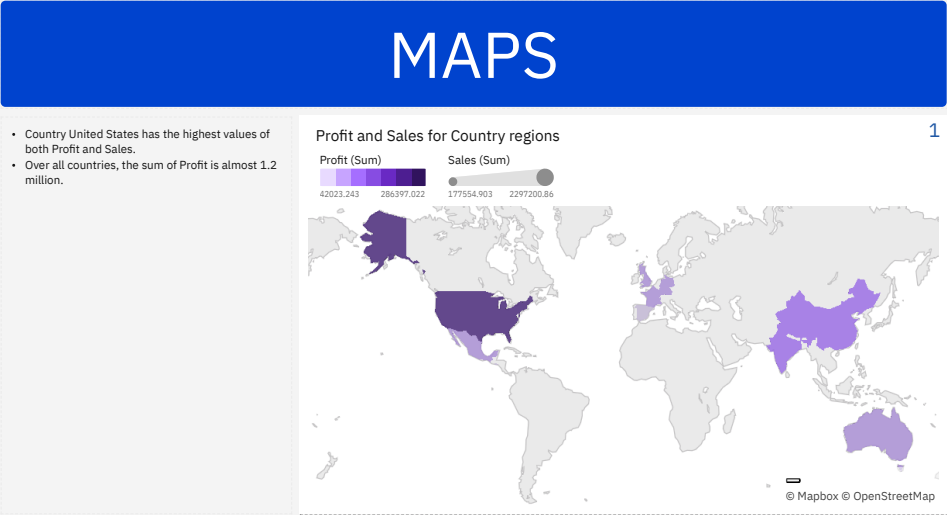 MAPS
• Country United States has the highest values of
both Profit and Sales.
• Over all countries, the sum of Profit is almost 1.2
million.
1
Profit and Sales for Country regions
Profit (Sum)
42023.243 286397.022
Sales (Sum)
177554.903 2297200.86
© Mapbox © OpenStreetMap